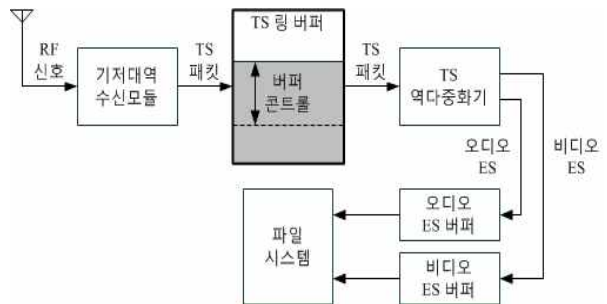 TS 링 버퍼
RF
신호
기저대역
수신모듈
TS
패킷
버퍼
콘트롤
TS
패킷
TS
역다중화기
오디오
ES
비디오
ES
파일
시스템
오디오
ES 버퍼
비디오
ES 버퍼